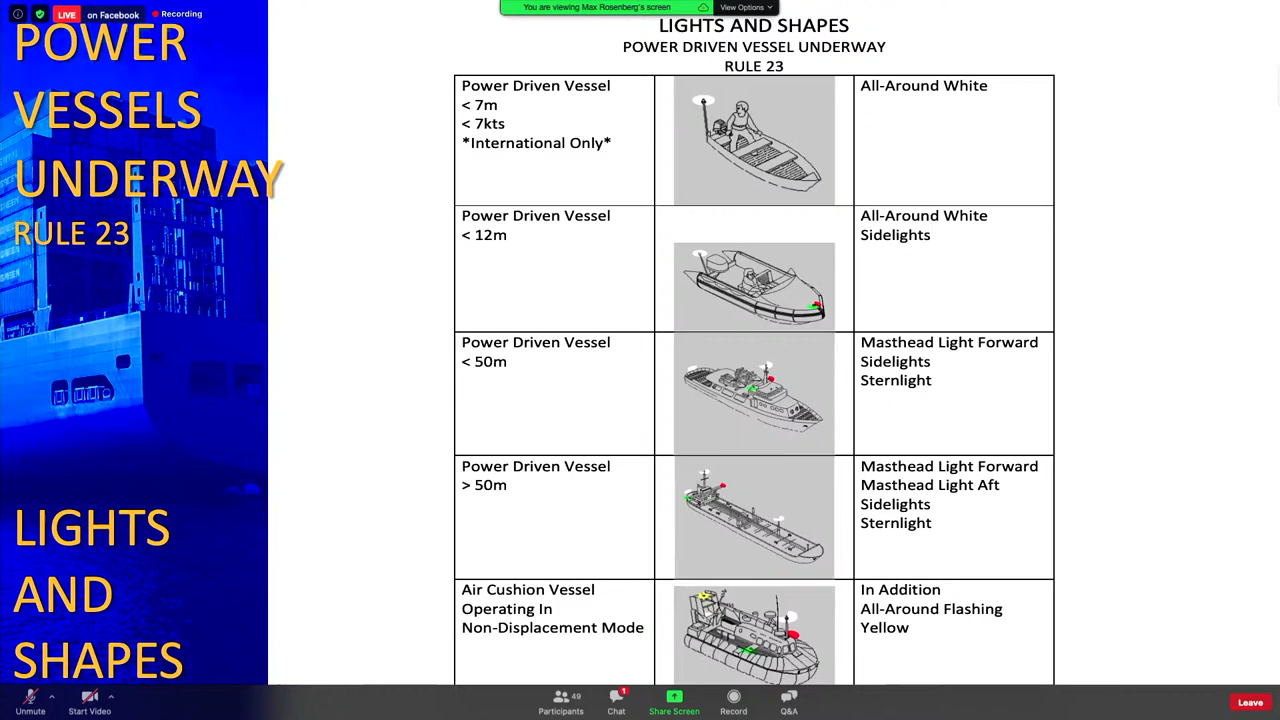 LIVE
on Facebook
Recording
You are viewing Max Rosenberg's screen
View Options
POWER
VESSELS
UNDERWAY
RULE 23
LIGHTS
AND
SHAPES
LIGHTS AND SHAPES
POWER DRIVEN VESSEL UNDERWAY
RULE 23
Power Driven Vessel
< 7m
< 7kts
*International Only*
All-Around White
Power Driven Vessel
< 12m
All-Around White
Sidelights
Power Driven Vessel
< 50m
Masthead Light Forward
Sidelights
Sternlight
Power Driven Vessel
> 50m
Masthead Light Forward
Masthead Light Aft
Sidelights
Sternlight
Air Cushion Vessel
Operating In
Non-Displacement Mode
In Addition
All-Around Flashing
Yellow
Unmute
Start Video
49
Participants
1
Chat
Share Screen
Record
Q&A
Leave